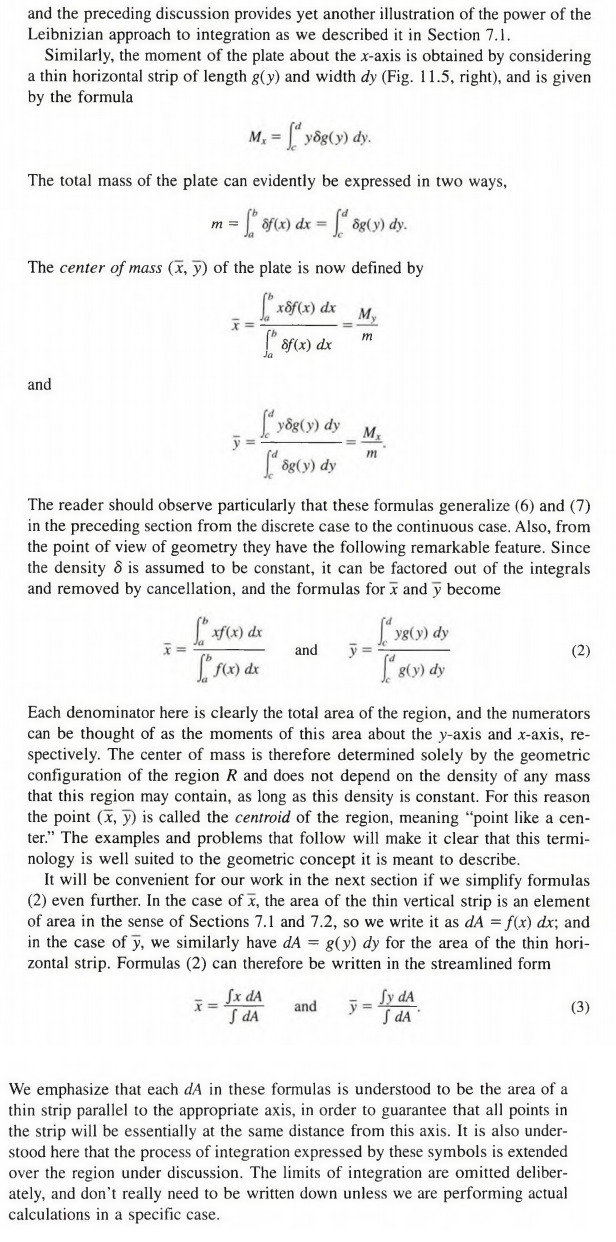 and the preceding discussion provides yet another illustration of the power of the
Leibnizian approach to integration as we described it in Section 7.1.
Similarly, the moment of the plate about the x-axis is obtained by considering
a thin horizontal strip of length g(y) and width dy (Fig. 11.5, right), and is given
by the formula
Mₓ = ∫_c^d yδg(y) dy.
The total mass of the plate can evidently be expressed in two ways,
m = ∫_a^b δf(x) dx = ∫_c^d δg(y) dy.
The center of mass (x̄, ȳ) of the plate is now defined by
x̄ = (∫_a^b xδf(x) dx)/(∫_a^b δf(x) dx) = M_y/m
and
ȳ = (∫_c^d yδg(y) dy)/(∫_c^d δg(y) dy) = Mₓ/m.
The reader should observe particularly that these formulas generalize (6) and (7)
in the preceding section from the discrete case to the continuous case. Also, from
the point of view of geometry they have the following remarkable feature. Since
the density δ is assumed to be constant, it can be factored out of the integrals
and removed by cancellation, and the formulas for x̄ and ȳ become
x̄ = (∫_a^b xf(x) dx)/(∫_a^b f(x) dx) and ȳ = (∫_c^d yg(y) dy)/(∫_c^d g(y) dy) (2)
Each denominator here is clearly the total area of the region, and the numerators
can be thought of as the moments of this area about the y-axis and x-axis, re-
spectively. The center of mass is therefore determined solely by the geometric
configuration of the region R and does not depend on the density of any mass
that this region may contain, as long as this density is constant. For this reason
the point (x̄, ȳ) is called the centroid of the region, meaning “point like a cen-
ter.” The examples and problems that follow will make it clear that this termi-
nology is well suited to the geometric concept it is meant to describe.
It will be convenient for our work in the next section if we simplify formulas
(2) even further. In the case of x̄, the area of the thin vertical strip is an element
of area in the sense of Sections 7.1 and 7.2, so we write it as dA = f(x) dx; and
in the case of ȳ, we similarly have dA = g(y) dy for the area of the thin hori-
zontal strip. Formulas (2) can therefore be written in the streamlined form
x̄ = (∫x dA)/(∫ dA) and ȳ = (∫y dA)/(∫ dA). (3)
We emphasize that each dA in these formulas is understood to be the area of a
thin strip parallel to the appropriate axis, in order to guarantee that all points in
the strip will be essentially at the same distance from this axis. It is also under-
stood here that the process of integration expressed by these symbols is extended
over the region under discussion. The limits of integration are omitted deliber-
ately, and don’t really need to be written down unless we are performing actual
calculations in a specific case.